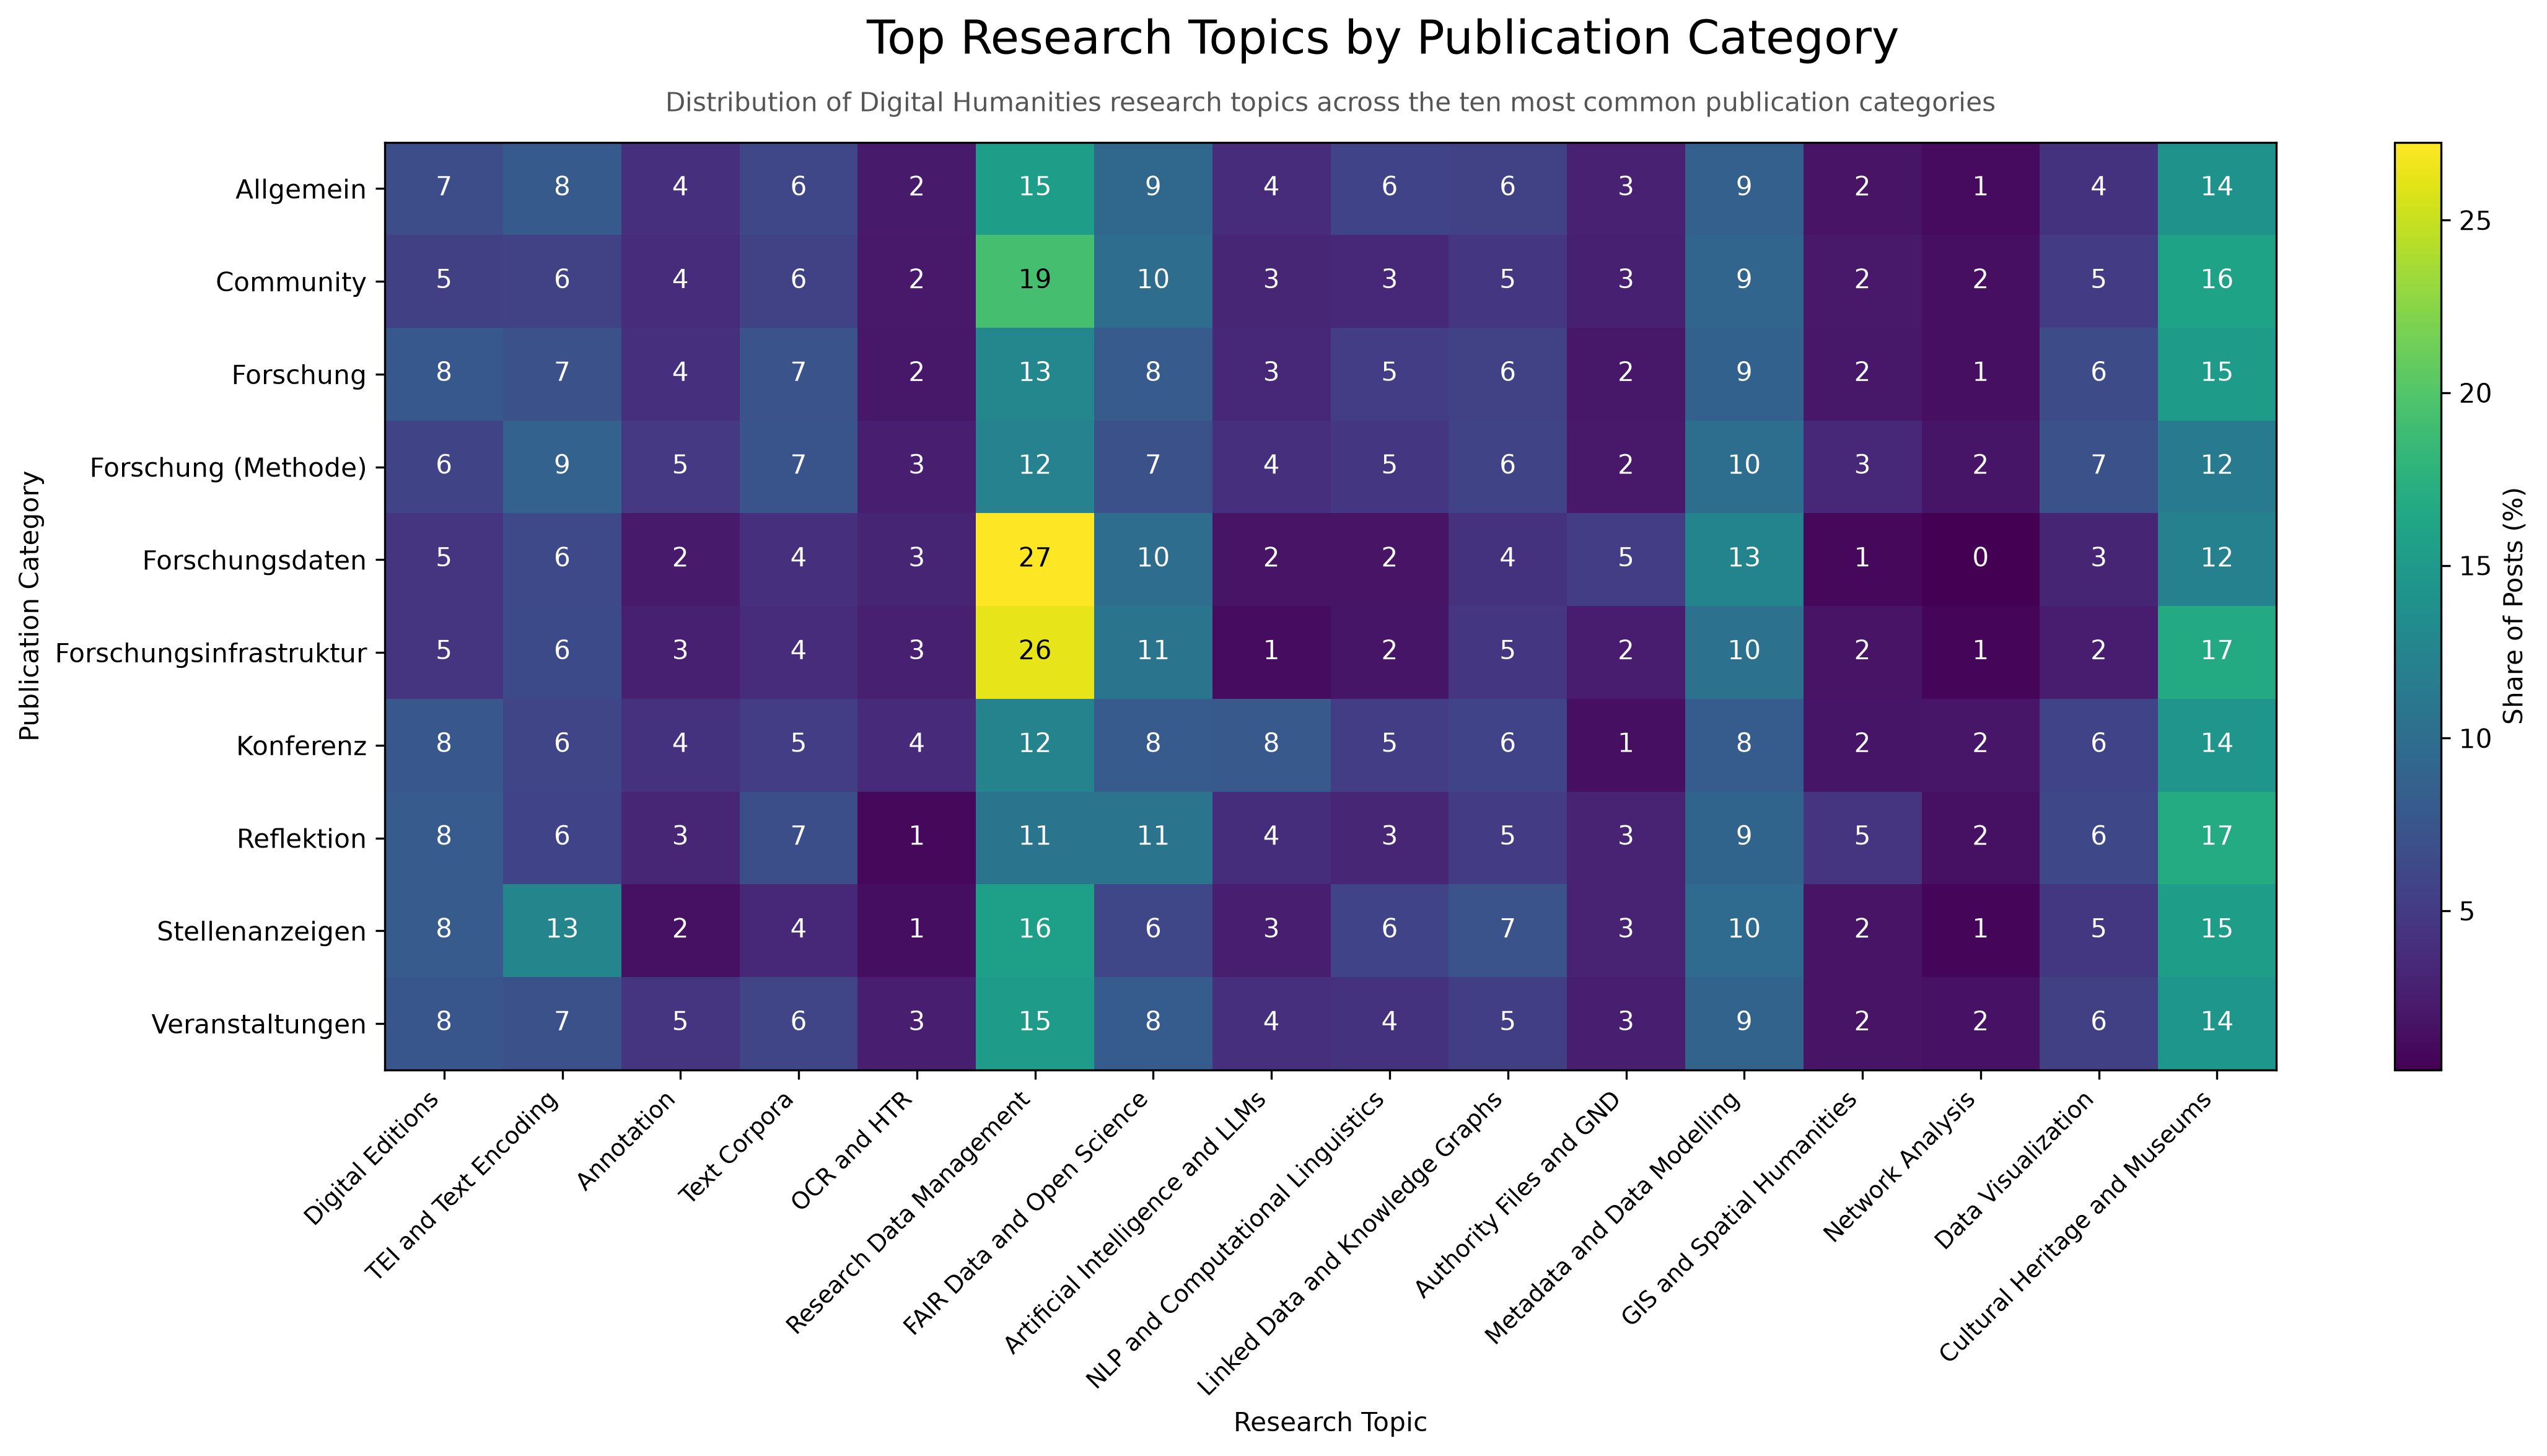 Top Research Topics by Publication Category
Distribution of Digital Humanities research topics across the ten most common publication categories
Publication Category
Allgemein 7 8 4 6 2 15 9 4 6 6 3 9 2 1 4 14
Community 5 6 4 6 2 19 10 3 3 5 3 9 2 2 5 16
Forschung 8 7 4 7 2 13 8 3 5 6 2 9 2 1 6 15
Forschung (Methode) 6 9 5 7 3 12 7 4 5 6 2 10 3 2 7 12
Forschungsdaten 5 6 2 4 3 27 10 2 2 4 5 13 1 0 3 12
Forschungsinfrastruktur 5 6 3 4 3 26 11 1 2 5 2 10 2 1 2 17
Konferenz 8 6 4 5 4 12 8 8 5 6 1 8 2 2 6 14
Reflektion 8 6 3 7 1 11 11 4 3 5 3 9 5 2 6 17
Stellenanzeigen 8 13 2 4 1 16 6 3 6 7 3 10 2 1 5 15
Veranstaltungen 8 7 5 6 3 15 8 4 4 5 3 9 2 2 6 14
Digital Editions
TEI and Text Encoding
Annotation
Text Corpora
OCR and HTR
Research Data Management
FAIR Data and Open Science
Artificial Intelligence and LLMs
NLP and Computational Linguistics
Linked Data and Knowledge Graphs
Authority Files and GND
Metadata and Data Modelling
GIS and Spatial Humanities
Network Analysis
Data Visualization
Cultural Heritage and Museums
Research Topic
25
20
15
10
5
Share of Posts (%)